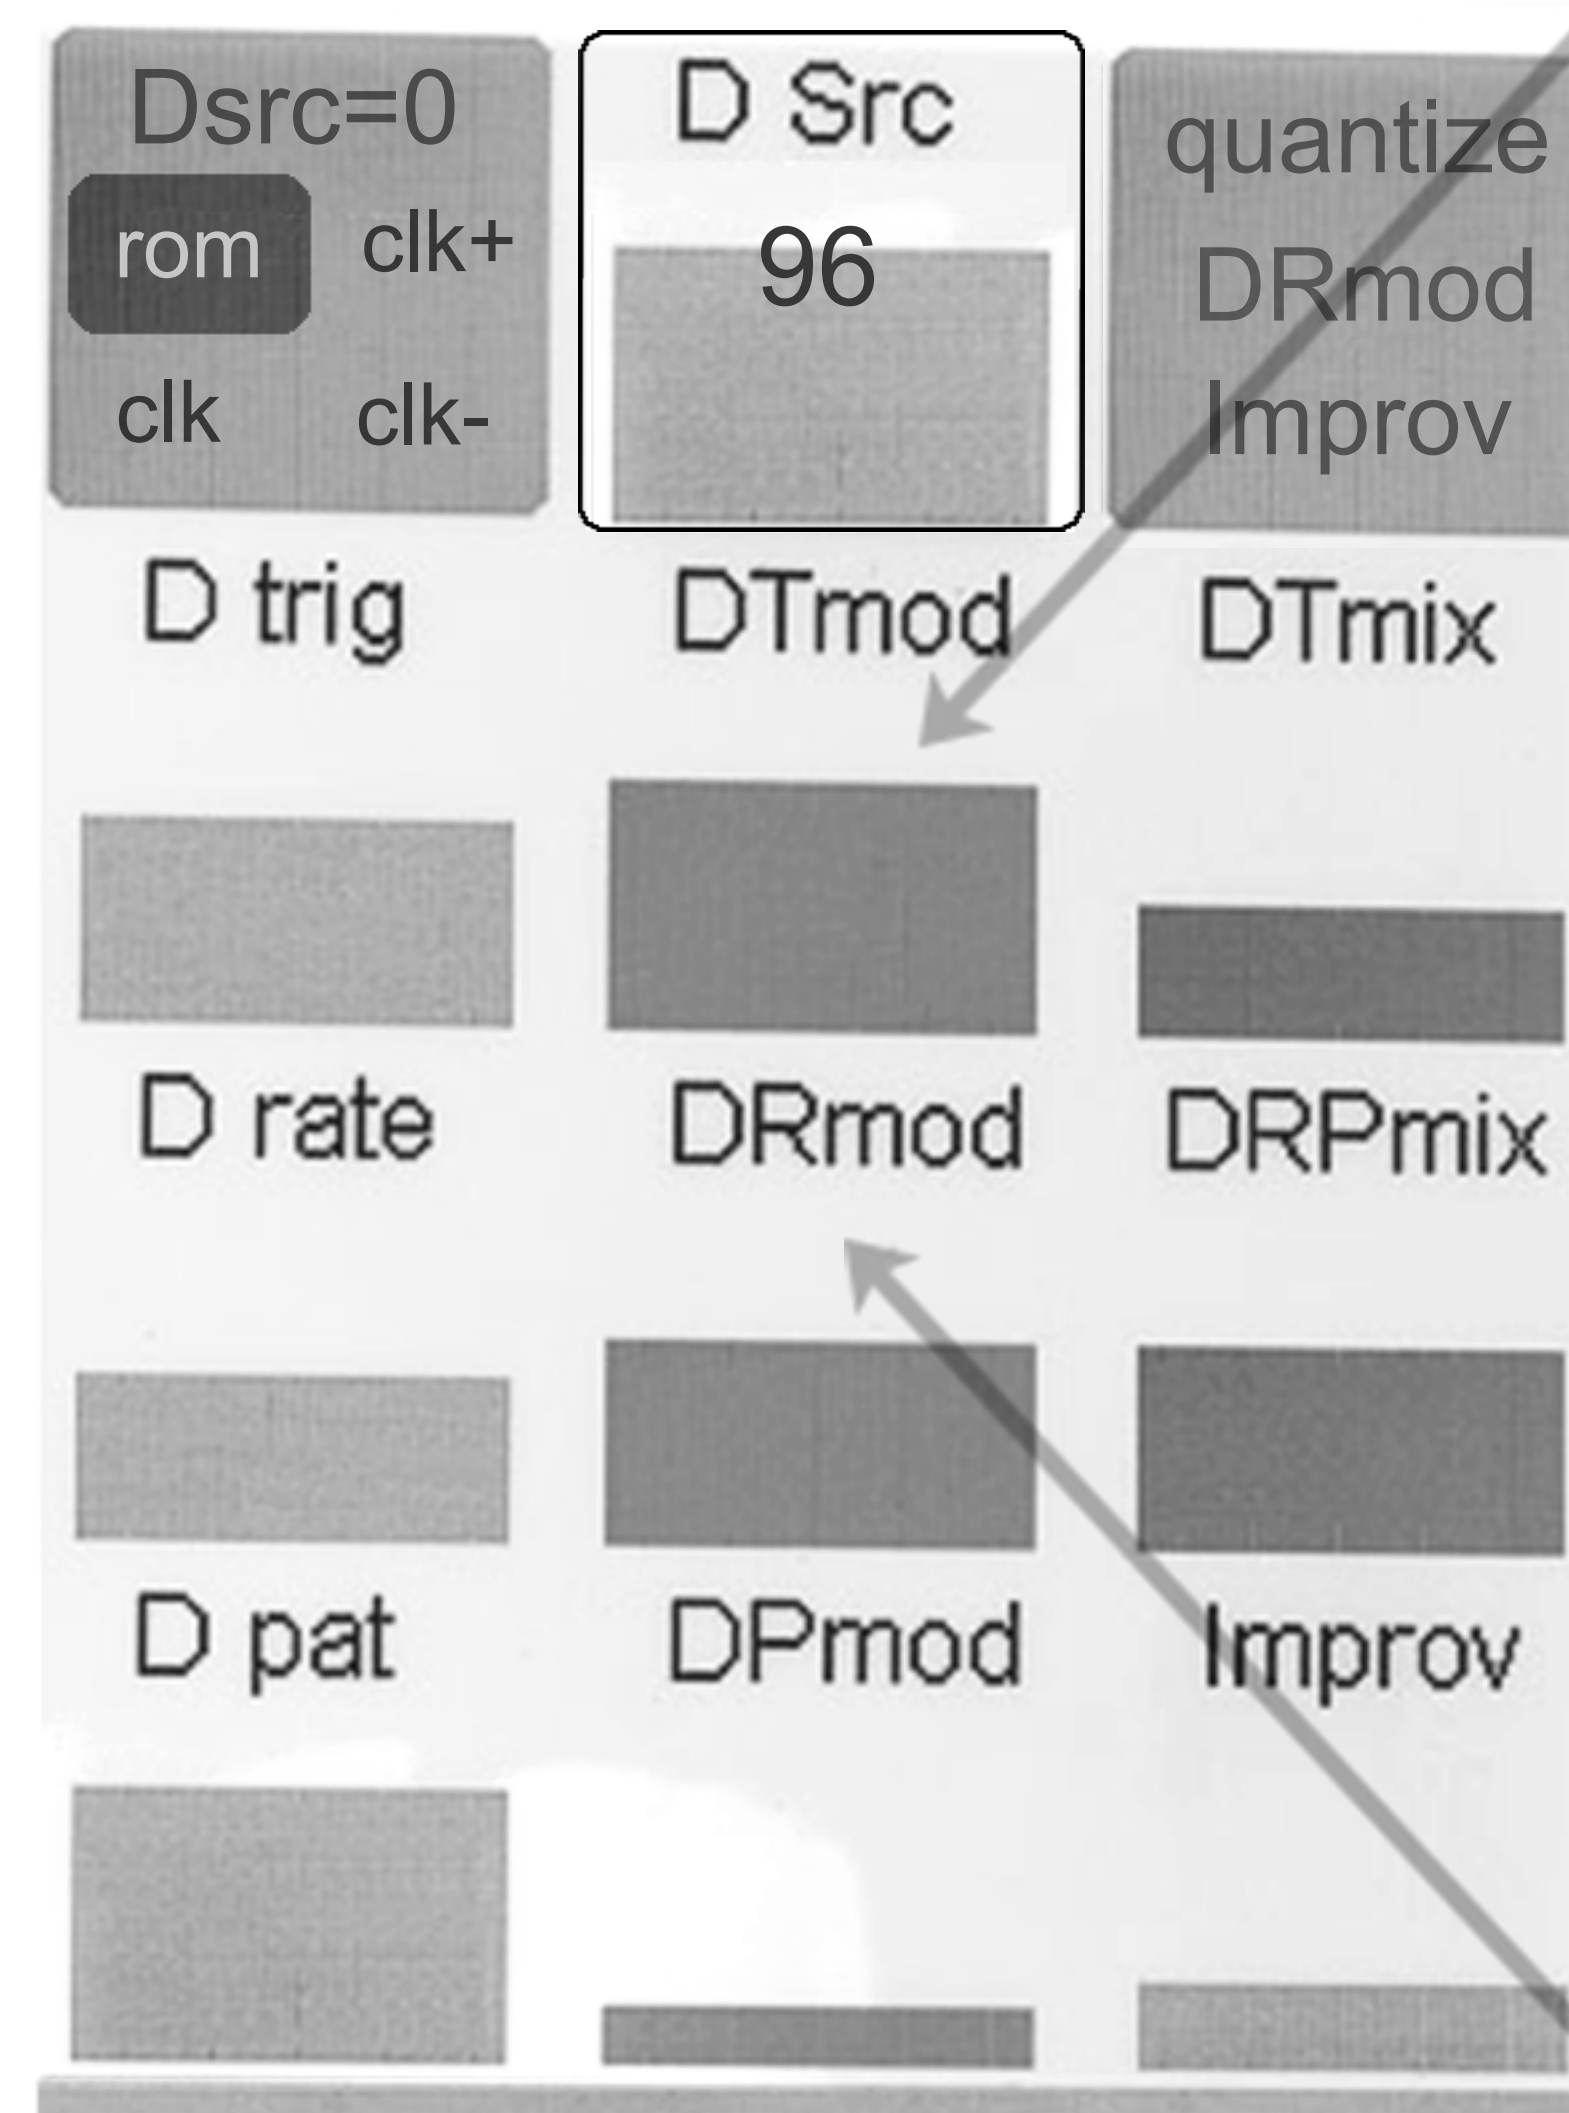 Dsrc=0
rom clk+
clk clk-
D Src
96
quantize
DRmod
Improv
D trig DTmod DTmix
D rate DRmod DRPmix
D pat DPmod Improv